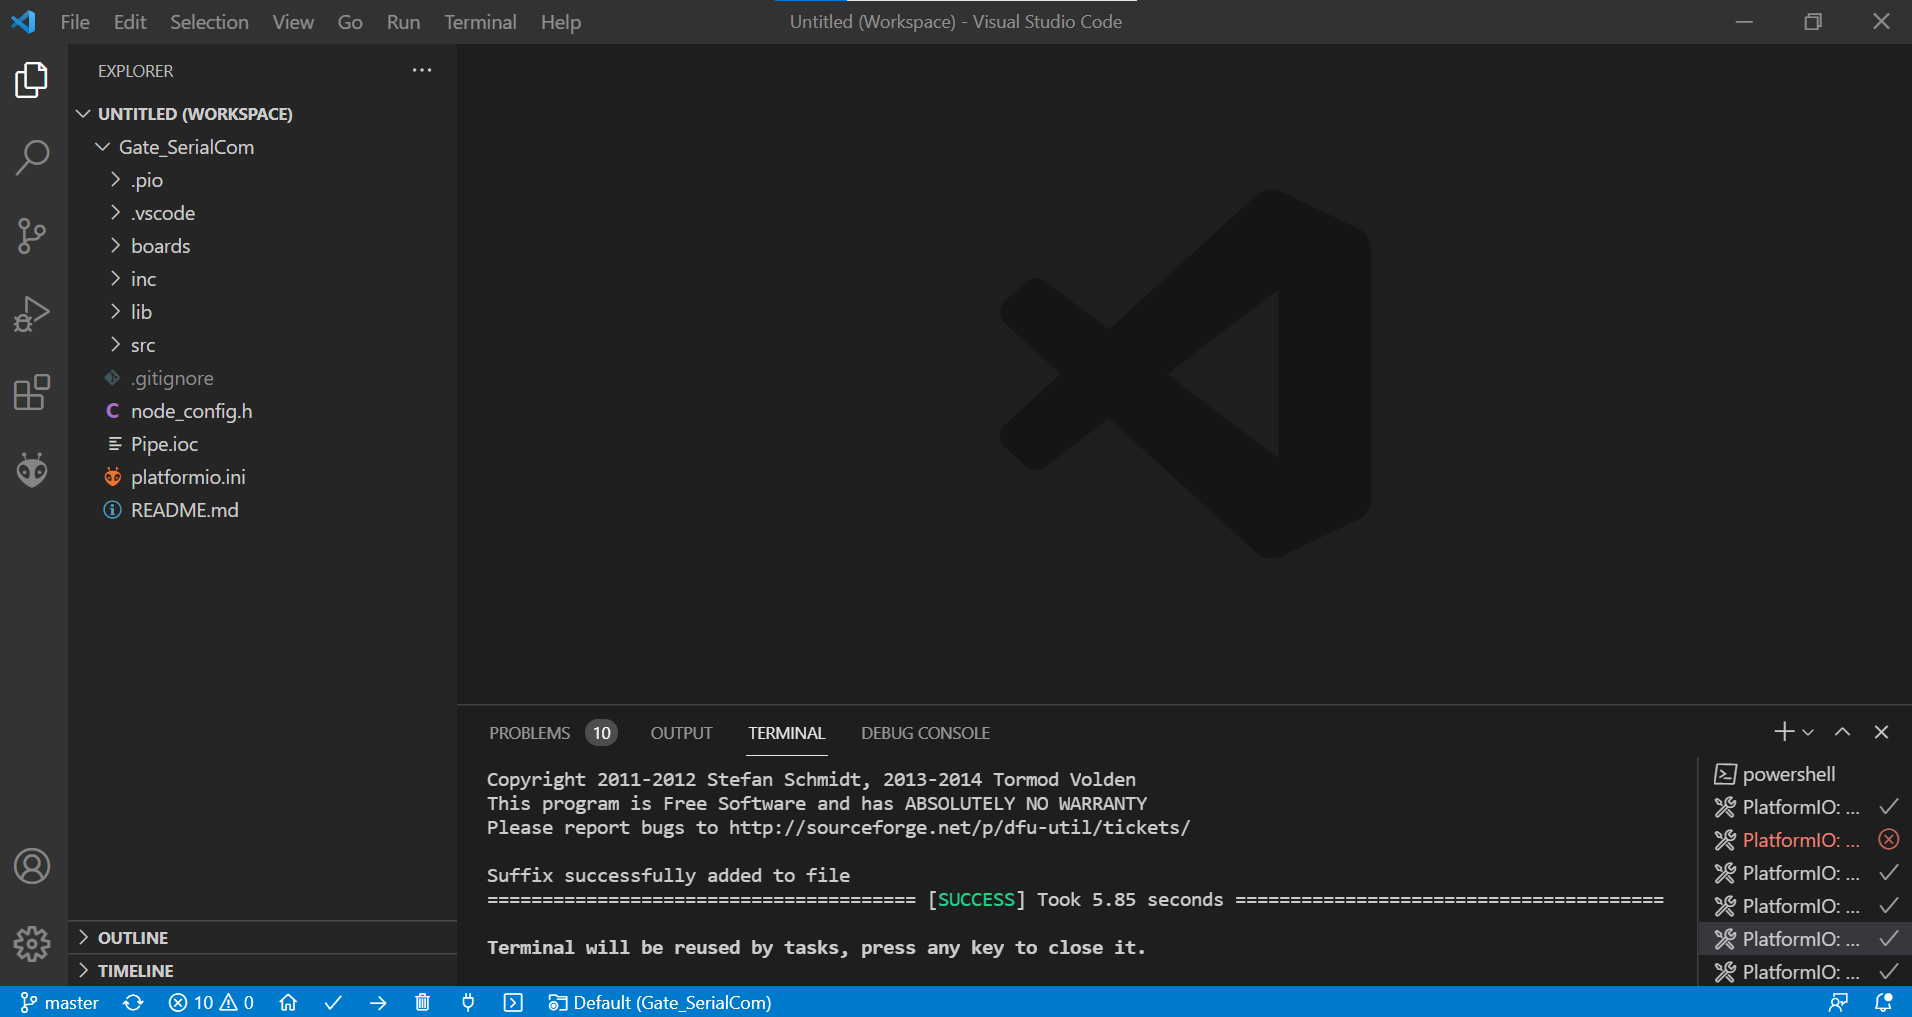 File Edit Selection View Go Run Terminal Help
Untitled (Workspace) - Visual Studio Code
EXPLORER
UNTITLED (WORKSPACE)
Gate_SerialCom
.pio
.vscode
boards
inc
lib
src
.gitignore
C node_config.h
Pipe.ioc
platformio.ini
README.md
OUTLINE
TIMELINE
PROBLEMS 10 OUTPUT TERMINAL DEBUG CONSOLE
Copyright 2011-2012 Stefan Schmidt, 2013-2014 Tormod Volden
This program is Free Software and has ABSOLUTELY NO WARRANTY
Please report bugs to http://sourceforge.net/p/dfu-util/tickets/
Suffix successfully added to file
======================================= [SUCCESS] Took 5.85 seconds =======================================
Terminal will be reused by tasks, press any key to close it.
powershell
PlatformIO: ...
PlatformIO: ...
PlatformIO: ...
PlatformIO: ...
PlatformIO: ...
PlatformIO: ...
master 10 0 Default (Gate_SerialCom)